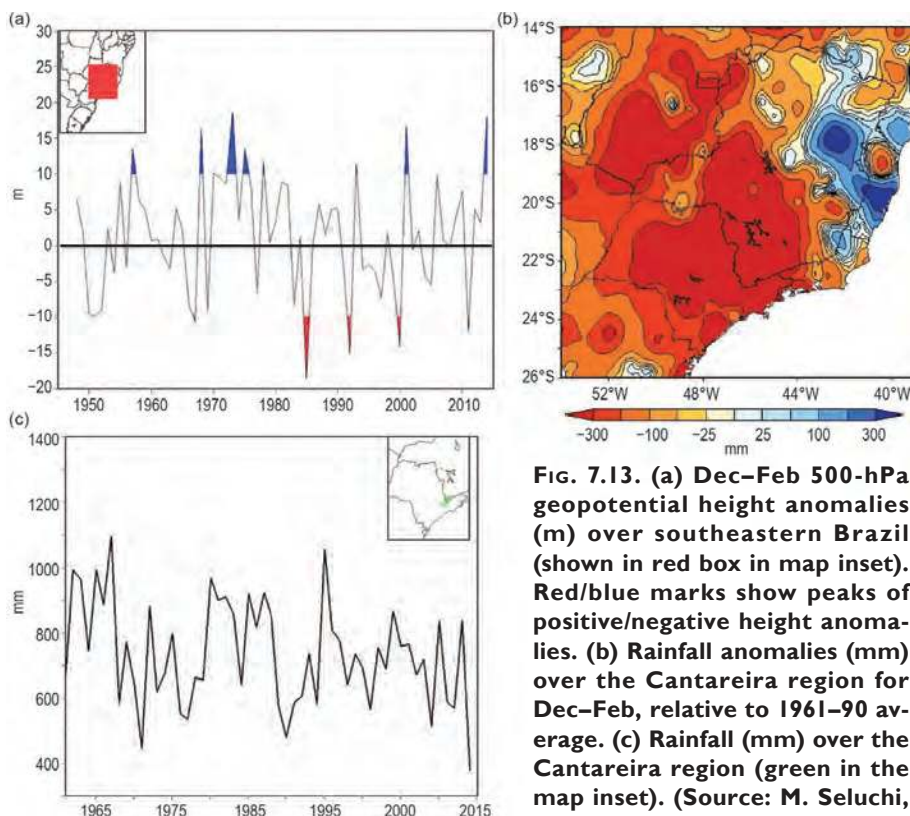 (a)
30
25
20
15
10
5
0
−5
−10
−15
−20
m
1950 1960 1970 1980 1990 2000 2010
(b)
14°S
16°S
18°S
20°S
22°S
24°S
26°S
52°W 48°W 44°W 40°W
−300 −100 −25 25 100 300
mm
(c)
1400
1200
1000
800
600
400
mm
1965 1975 1985 1995 2000 2015
FIG. 7.13. (a) Dec–Feb 500-hPa
geopotential height anomalies
(m) over southeastern Brazil
(shown in red box in map inset).
Red/blue marks show peaks of
positive/negative height anoma-
lies. (b) Rainfall anomalies (mm)
over the Cantareira region for
Dec–Feb, relative to 1961–90 av-
erage. (c) Rainfall (mm) over the
Cantareira region (green in the
map inset). (Source: M. Seluchi,